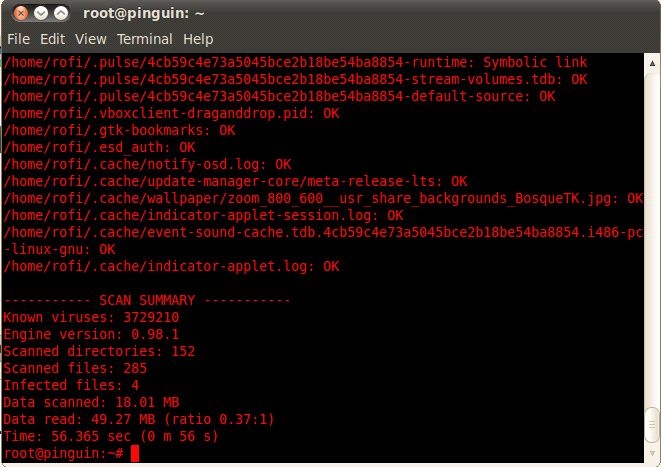 root@pinguin: ~
File Edit View Terminal Help
/home/rofi/.pulse/4cb59c4e73a5045bce2b18be54ba8854-runtime: Symbolic link
/home/rofi/.pulse/4cb59c4e73a5045bce2b18be54ba8854-stream-volumes.tdb: OK
/home/rofi/.pulse/4cb59c4e73a5045bce2b18be54ba8854-default-source: OK
/home/rofi/.vboxclient-draganddrop.pid: OK
/home/rofi/.gtk-bookmarks: OK
/home/rofi/.esd_auth: OK
/home/rofi/.cache/notify-osd.log: OK
/home/rofi/.cache/update-manager-core/meta-release-lts: OK
/home/rofi/.cache/wallpaper/zoom_800_600__usr_share_backgrounds_BosqueTK.jpg: OK
/home/rofi/.cache/indicator-applet-session.log: OK
/home/rofi/.cache/event-sound-cache.tdb.4cb59c4e73a5045bce2b18be54ba8854.i486-pc
-linux-gnu: OK
/home/rofi/.cache/indicator-applet.log: OK
----------- SCAN SUMMARY -----------
Known viruses: 3729210
Engine version: 0.98.1
Scanned directories: 152
Scanned files: 285
Infected files: 4
Data scanned: 18.01 MB
Data read: 49.27 MB (ratio 0.37:1)
Time: 56.365 sec (0 m 56 s)
root@pinguin:~#